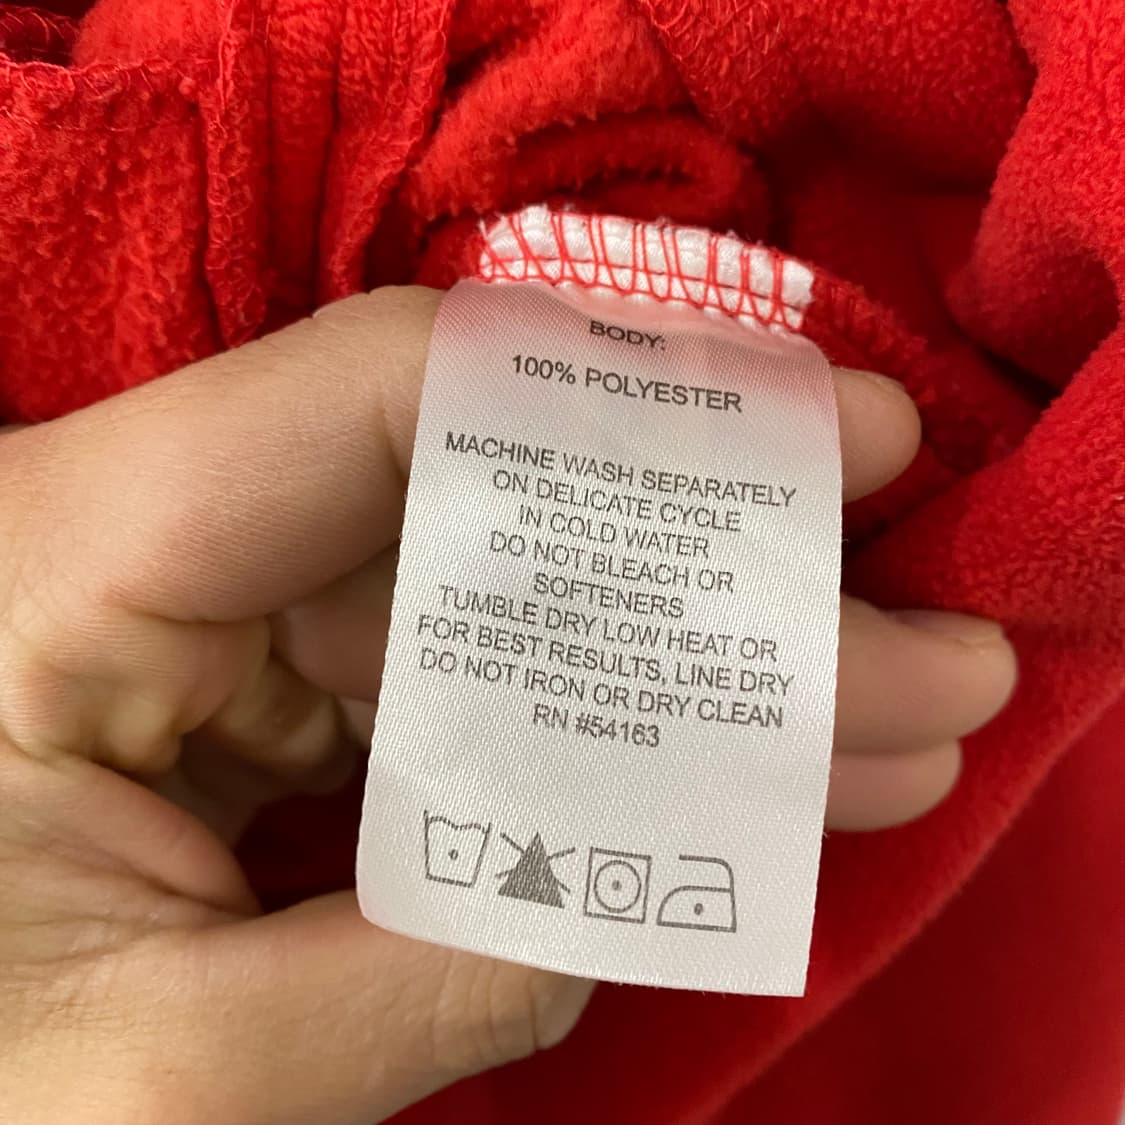 BODY:
100% POLYESTER
MACHINE WASH SEPARATELY
ON DELICATE CYCLE
IN COLD WATER
DO NOT BLEACH OR
SOFTENERS
TUMBLE DRY LOW HEAT OR
FOR BEST RESULTS, LINE DRY
DO NOT IRON OR DRY CLEAN
RN #54163